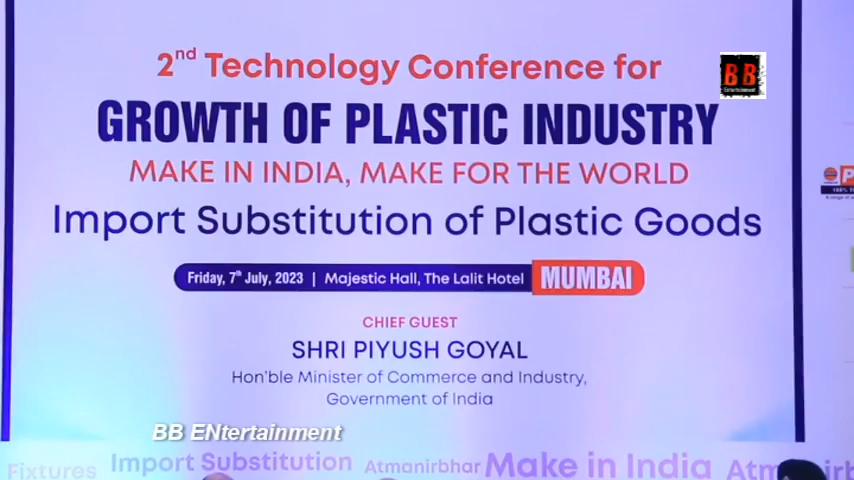 2nd Technology Conference for
GROWTH OF PLASTIC INDUSTRY
MAKE IN INDIA, MAKE FOR THE WORLD
Import Substitution of Plastic Goods
Friday, 7th July, 2023 | Majestic Hall, The Lalit Hotel MUMBAI
CHIEF GUEST
SHRI PIYUSH GOYAL
Hon'ble Minister of Commerce and Industry,
Government of India
BB ENtertainment
Fixtures Import Substitution Atmanirbhar Make in India
BB
Entertainment